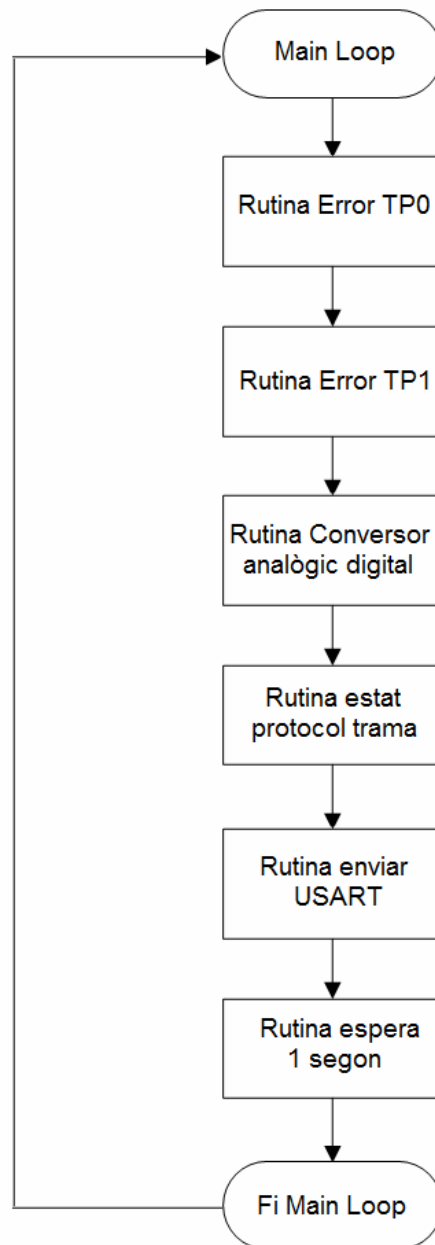 Main Loop
Rutina Error TP0
Rutina Error TP1
Rutina Conversor
analògic digital
Rutina estat
protocol trama
Rutina enviar
USART
Rutina espera
1 segon
Fi Main Loop